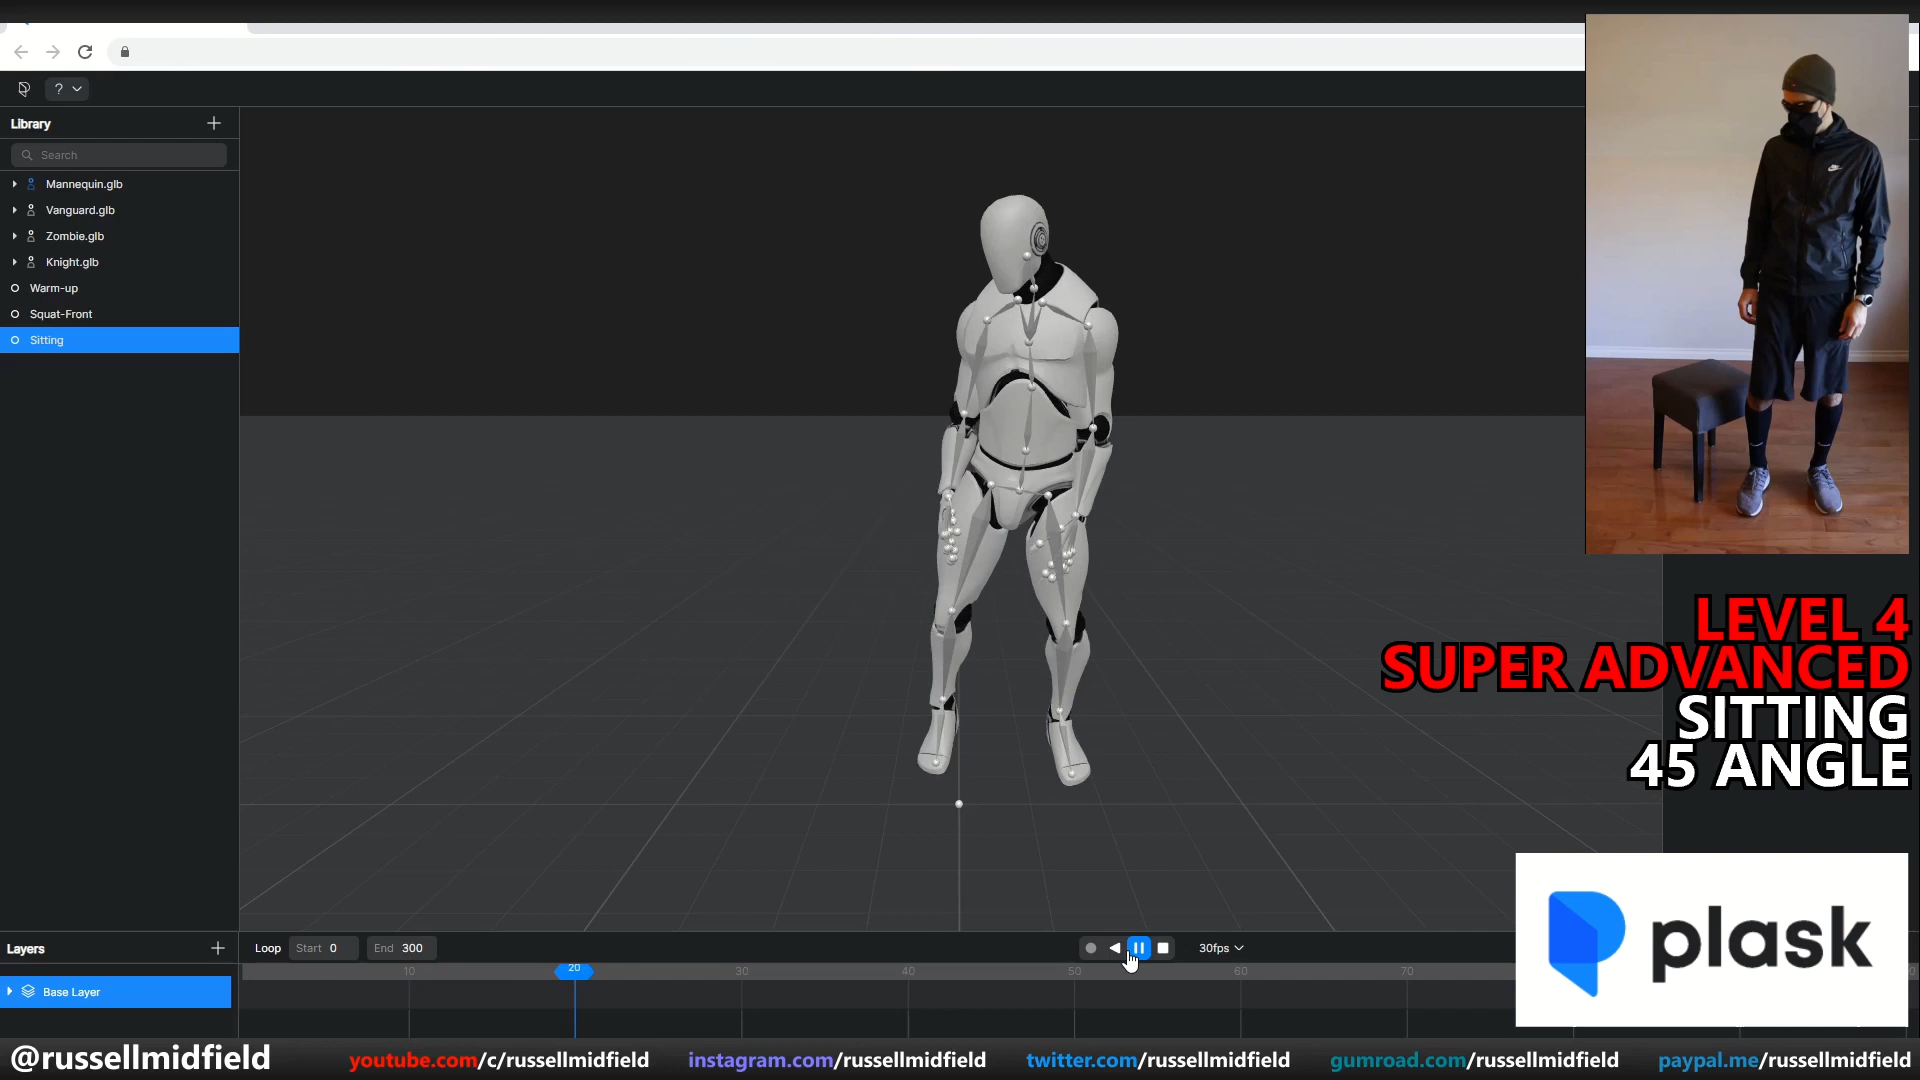 ?
Library
Search
Mannequin.glb
Vanguard.glb
Zombie.glb
Knight.glb
Warm-up
Squat-Front
Sitting
LEVEL 4
SUPER ADVANCED
SITTING
45 ANGLE
plask
Layers
Loop Start 0 End 300 30fps
10 20 30 40 50 60 70
Base Layer
@russellmidfield youtube.com/c/russellmidfield instagram.com/russellmidfield twitter.com/russellmidfield gumroad.com/russellmidfield paypal.me/russellmidfield